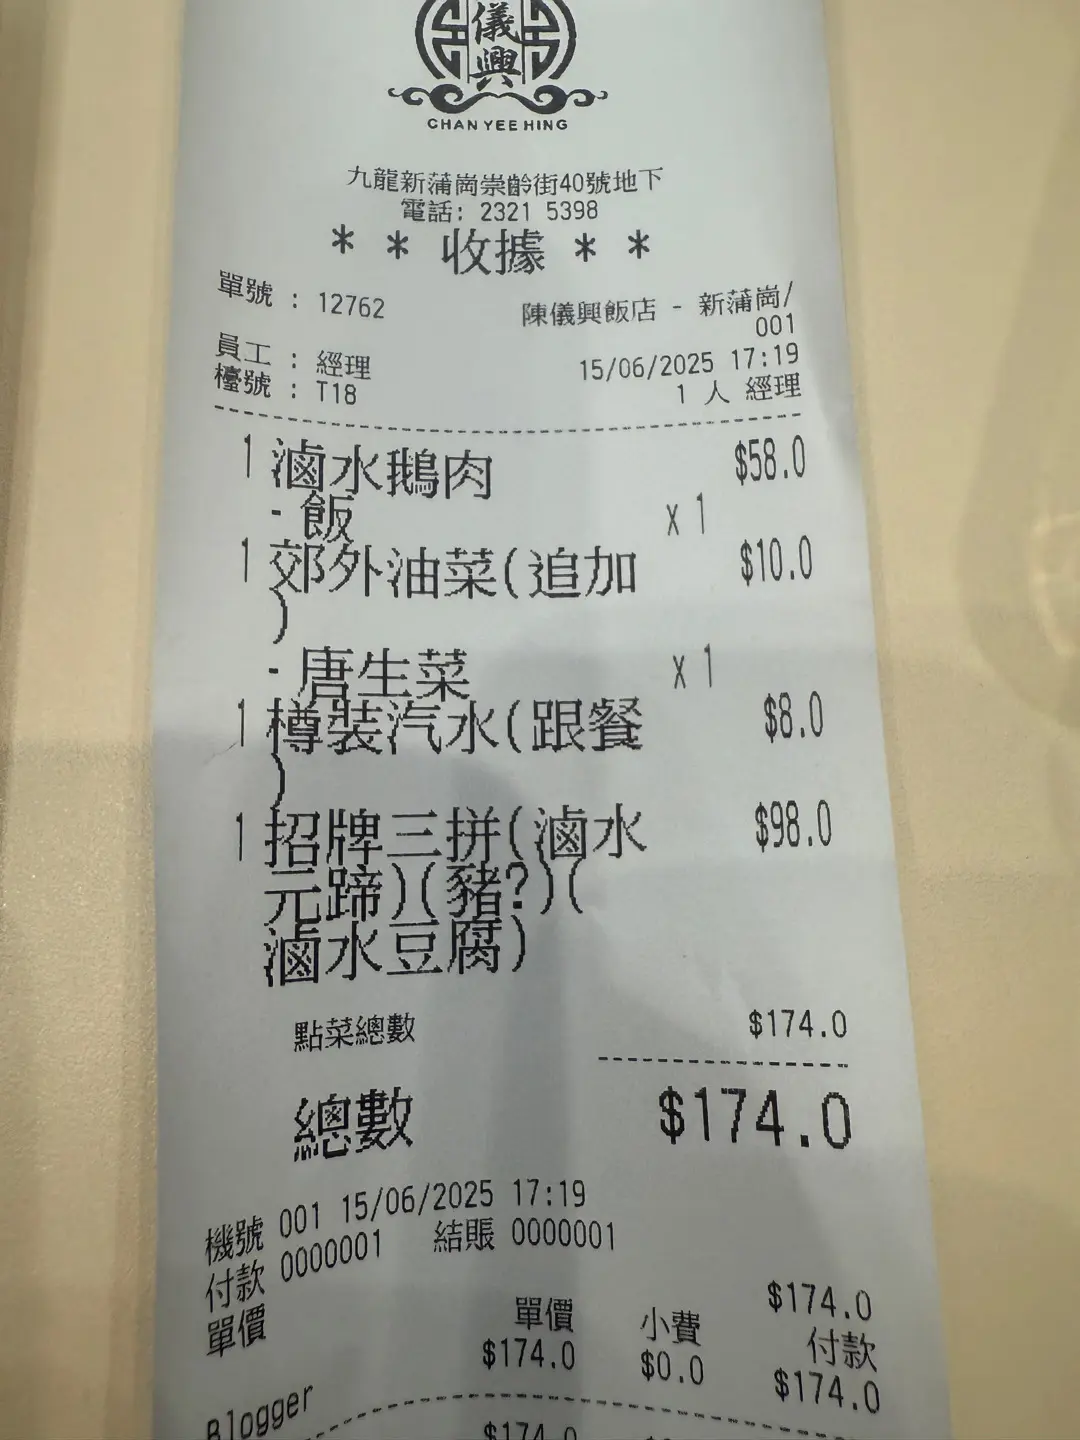 儀興
CHAN YEE HING
九龍新蒲崗崇齡街40號地下
電話: 2321 5398
* * 收據 * *
單號 : 12762 陳儀興飯店 - 新蒲崗/
001
員工 : 經理 15/06/2025 17:19
檯號 : T18 1 人 經理
1 滷水鵝肉 $58.0
- 飯 x 1
1 郊外油菜(追加 $10.0
)
- 唐生菜 x 1
1 樽裝汽水(跟餐 $8.0
)
1 招牌三拼(滷水 $98.0
元蹄)(豬?)(
滷水豆腐)
點菜總數 $174.0
總數 $174.0
機號 001 15/06/2025 17:19
付款 0000001 結賬 0000001
$174.0
單價 單價 小費 付款
$174.0 $0.0 $174.0
Blogger
$174.0